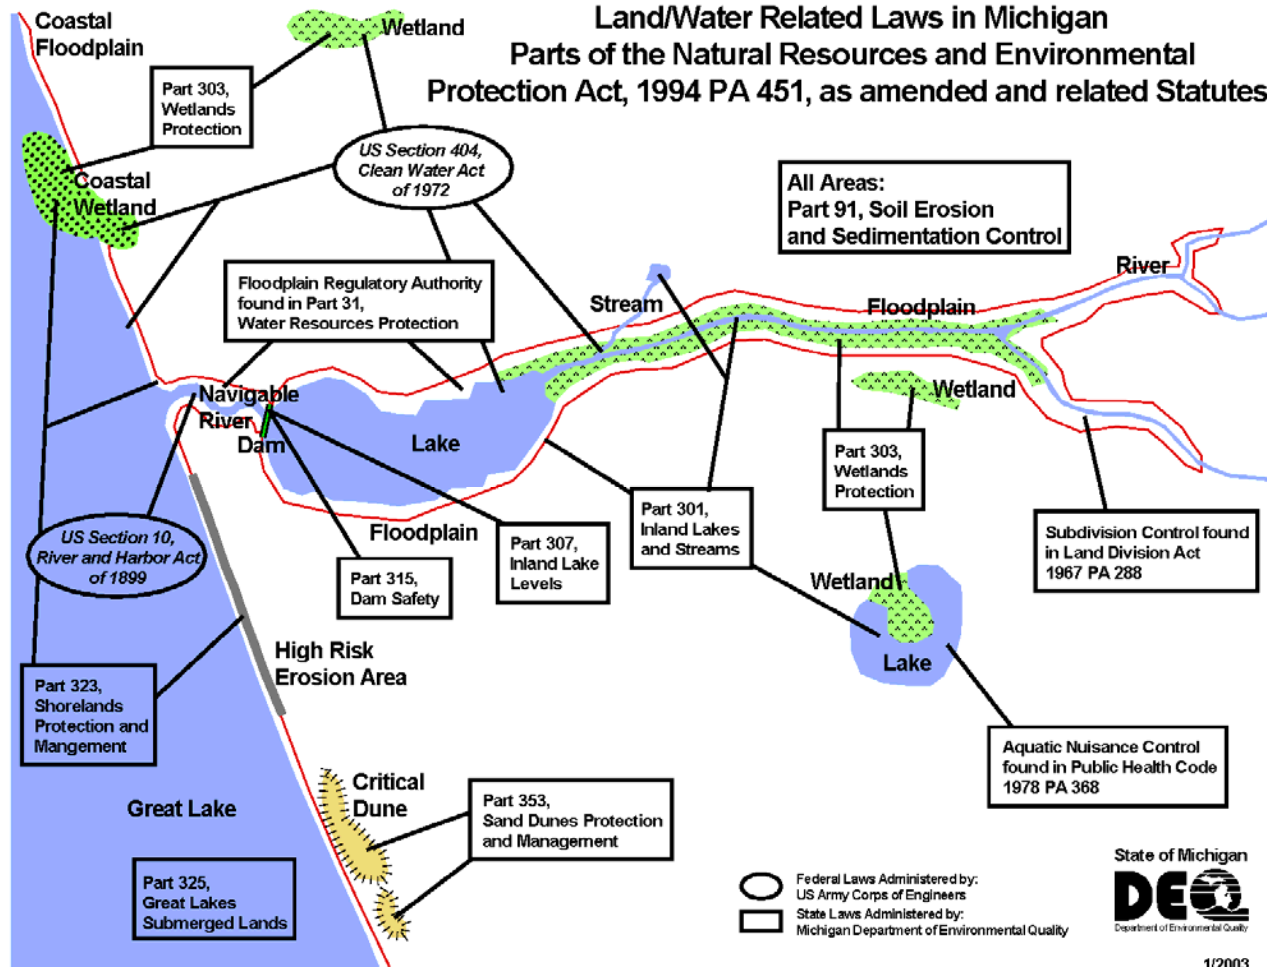 Land/Water Related Laws in Michigan
Parts of the Natural Resources and Environmental
Protection Act, 1994 PA 451, as amended and related Statutes
Coastal
Floodplain
Wetland
Part 303,
Wetlands
Protection
US Section 404,
Clean Water Act
of 1972
Coastal
Wetland
All Areas:
Part 91, Soil Erosion
and Sedimentation Control
Floodplain Regulatory Authority
found in Part 31,
Water Resources Protection
Stream
Floodplain
River
Navigable
River
Dam
Lake
Wetland
Floodplain
Part 303,
Wetlands
Protection
US Section 10,
River and Harbor Act
of 1899
Part 315,
Dam Safety
Part 307,
Inland Lake
Levels
Part 301,
Inland Lakes
and Streams
Subdivision Control found
in Land Division Act
1967 PA 288
Wetland
Lake
High Risk
Erosion Area
Part 323,
Shorelands
Protection and
Mangement
Aquatic Nuisance Control
found in Public Health Code
1978 PA 368
Great Lake
Critical
Dune
Part 353,
Sand Dunes Protection
and Management
Part 325,
Great Lakes
Submerged Lands
Federal Laws Administered by:
US Army Corps of Engineers
State Laws Administered by:
Michigan Department of Environmental Quality
State of Michigan
DEQ
Department of Environmental Quality
1/2003